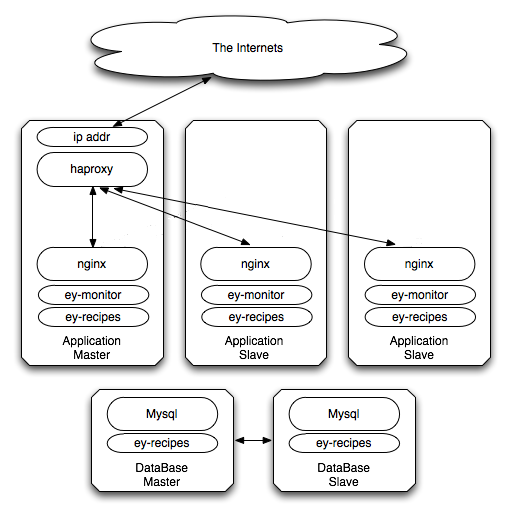 The Internets
ip addr
haproxy
nginx
ey-monitor
ey-recipes
Application
Master
nginx
ey-monitor
ey-recipes
Application
Slave
nginx
ey-monitor
ey-recipes
Application
Slave
Mysql
ey-recipes
DataBase
Master
Mysql
ey-recipes
DataBase
Slave